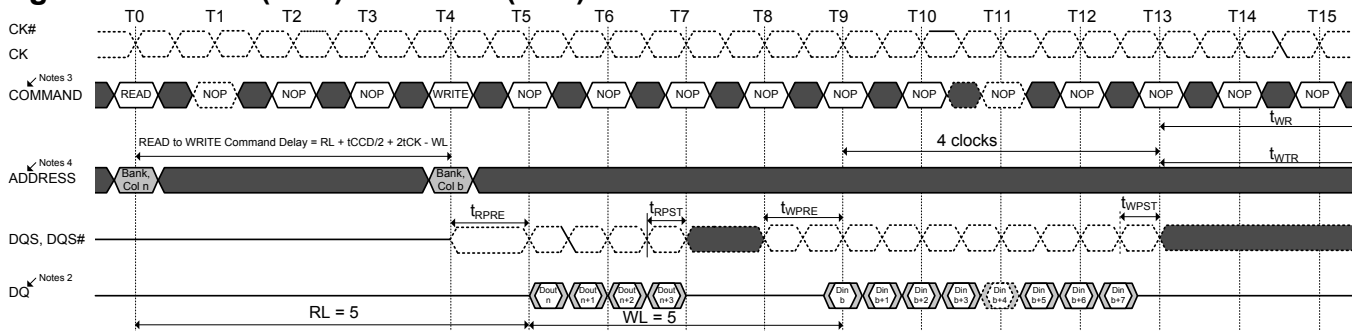 T0 T1 T2 T3 T4 T5 T6 T7 T8 T9 T10 T11 T12 T13 T14 T15
CK#
CK
Notes 3
COMMAND
READ NOP NOP NOP WRITE NOP NOP NOP NOP NOP NOP NOP NOP NOP NOP NOP
READ to WRITE Command Delay = RL + tCCD/2 + 2tCK - WL
4 clocks
tWR
tWTR
Notes 4
ADDRESS
Bank, Col n
Bank, Col b
tRPRE tRPST tWPRE tWPST
DQS, DQS#
Notes 2
DQ
Dout n Dout n+1 Dout n+2 Dout n+3 Din b Din b+1 Din b+2 Din b+3 Din b+4 Din b+5 Din b+6 Din b+7
RL = 5
WL = 5